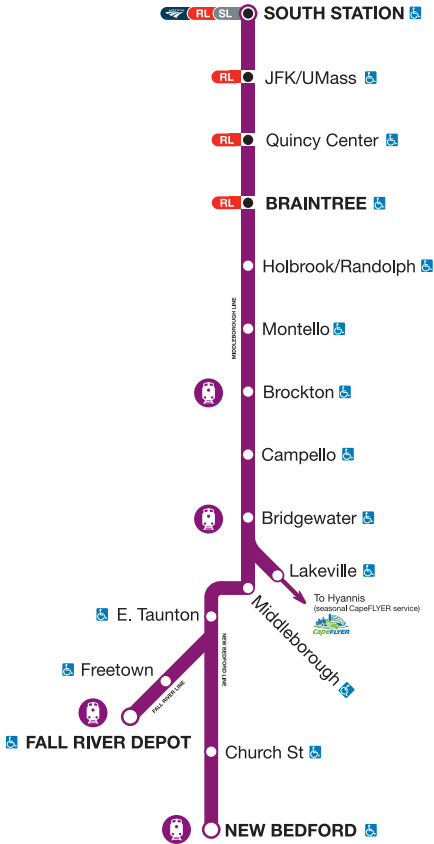 RL SL SOUTH STATION
RL JFK/UMass
RL Quincy Center
RL BRAINTREE
Holbrook/Randolph
MIDDLEBOROUGH LINE
Montello
Brockton
Campello
Bridgewater
Lakeville
To Hyannis
(seasonal CapeFLYER service)
CapeFLYER
Middleborough
E. Taunton
NEW BEDFORD LINE
Freetown
FALL RIVER LINE
FALL RIVER DEPOT
Church St
NEW BEDFORD